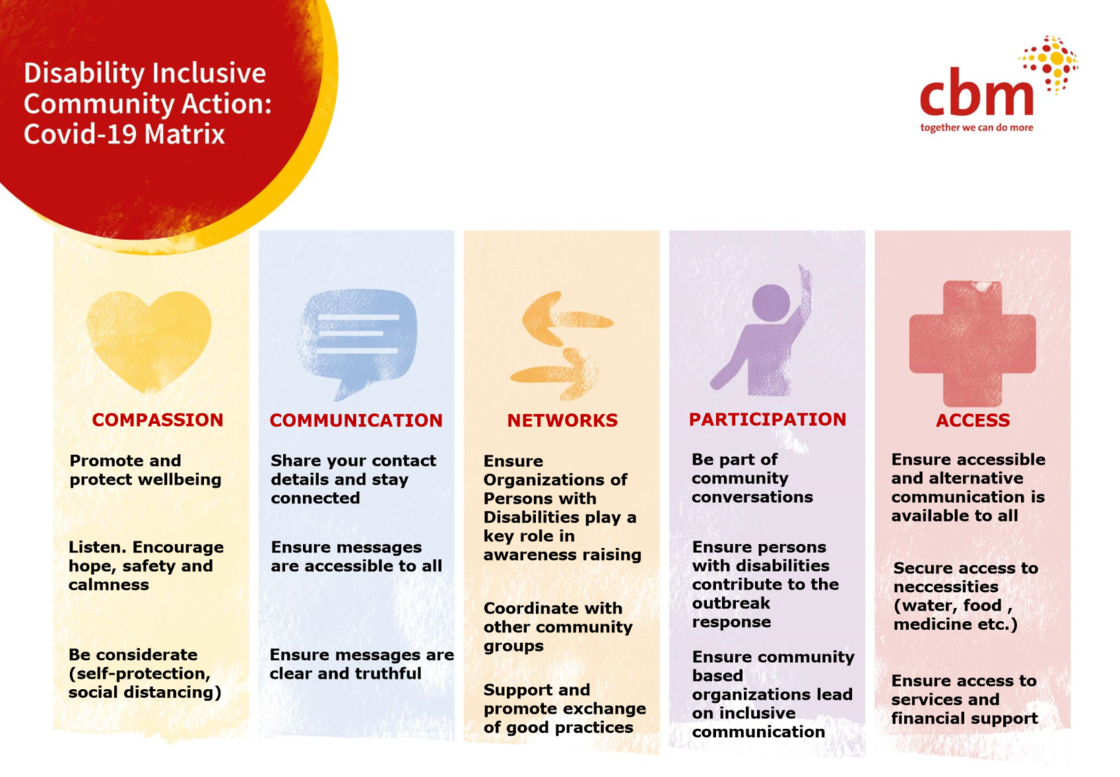 Disability Inclusive
Community Action:
Covid-19 Matrix
cbm
together we can do more
COMPASSION
Promote and
protect wellbeing
Listen. Encourage
hope, safety and
calmness
Be considerate
(self-protection,
social distancing)
COMMUNICATION
Share your contact
details and stay
connected
Ensure messages
are accessible to all
Ensure messages are
clear and truthful
NETWORKS
Ensure
Organizations of
Persons with
Disabilities play a
key role in
awareness raising
Coordinate with
other community
groups
Support and
promote exchange
of good practices
PARTICIPATION
Be part of
community
conversations
Ensure persons
with disabilities
contribute to the
outbreak
response
Ensure community
based
organizations lead
on inclusive
communication
ACCESS
Ensure accessible
and alternative
communication is
available to all
Secure access to
neccessities
(water, food ,
medicine etc.)
Ensure access to
services and
financial support